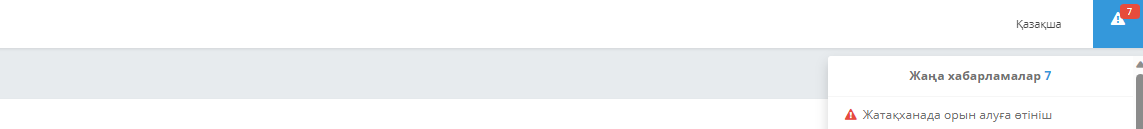 Қазақша
7
Жаңа хабарламалар 7
Жатақханада орын алуға өтініш